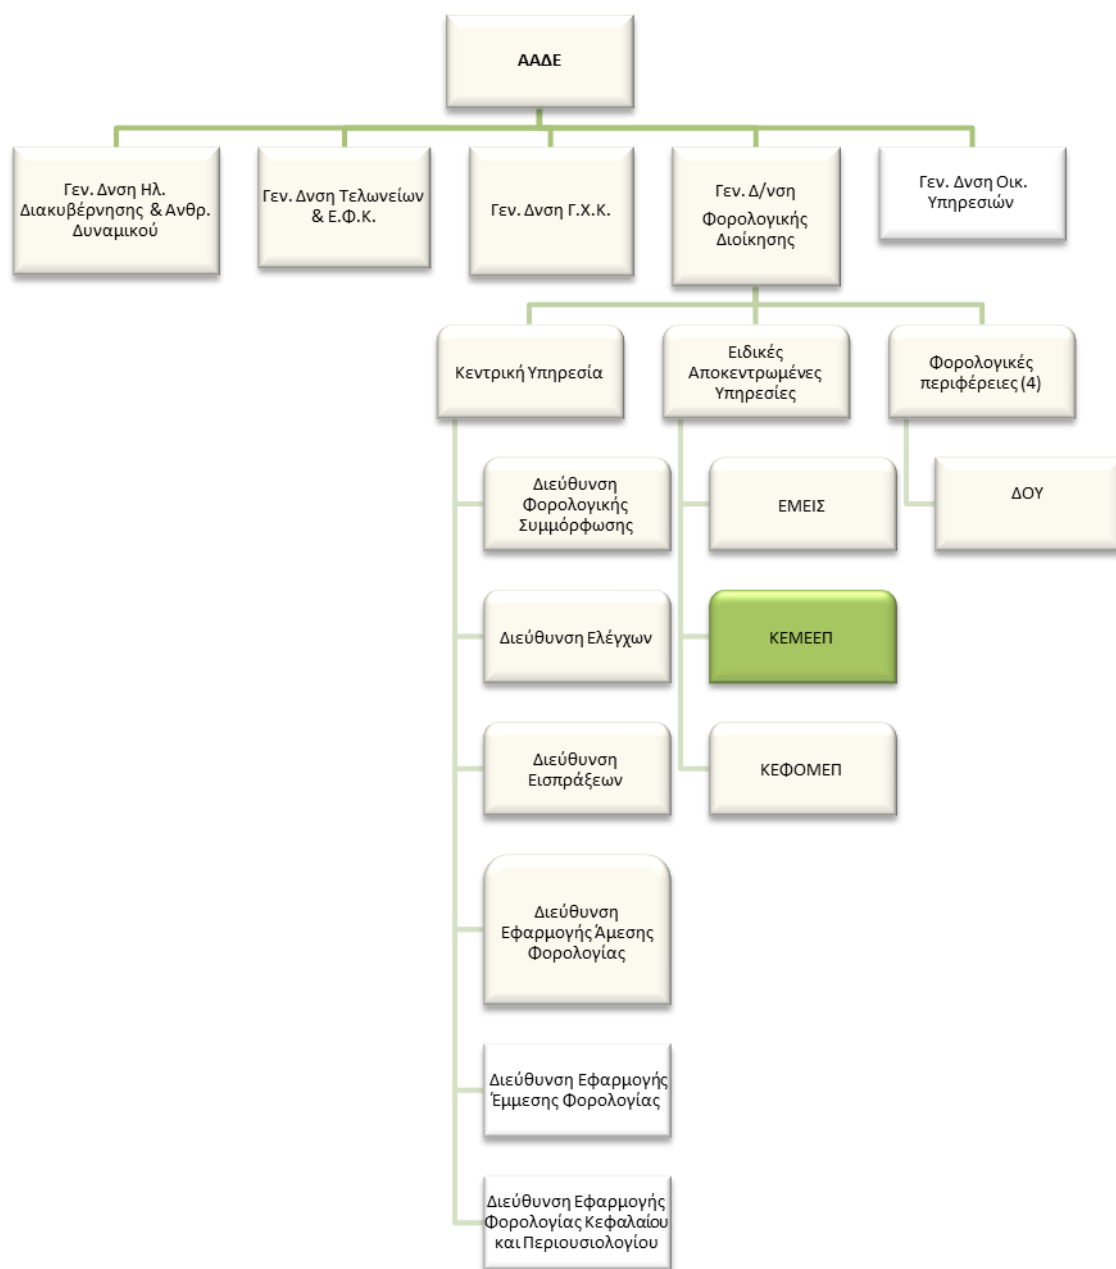 ΑΑΔΕ
Γεν. Δνση Ηλ.
Διακυβέρνησης & Ανθρ.
Δυναμικού
Γεν. Δνση Τελωνείων
& Ε.Φ.Κ.
Γεν. Δνση Γ.Χ.Κ.
Γεν. Δ/νση
Φορολογικής
Διοίκησης
Γεν. Δνση Οικ.
Υπηρεσιών
Κεντρική Υπηρεσία
Ειδικές
Αποκεντρωμένες
Υπηρεσίες
Φορολογικές
περιφέρειες (4)
Διεύθυνση
Φορολογικής
Συμμόρφωσης
ΕΜΕΙΣ
ΔΟΥ
Διεύθυνση Ελέγχων
ΚΕΜΕΕΠ
Διεύθυνση
Εισπράξεων
ΚΕΦΟΜΕΠ
Διεύθυνση
Εφαρμογής Άμεσης
Φορολογίας
Διεύθυνση Εφαρμογής
Έμμεσης Φορολογίας
Διεύθυνση Εφαρμογής
Φορολογίας Κεφαλαίου
και Περιουσιολογίου